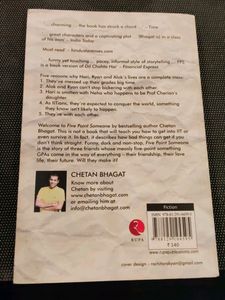 charming ... the book has struck a chord ... - Time
great characters and a captivating plot ... Bhagat is in a class
of his own - India Today
Must read - hindustantimes.com
funny yet touching ... pacey, informal style of storytelling ... FPS
is a book version of Dil Chahta Hai - Financial Express
Five reasons why Hari, Ryan and Alok's lives are a complete mess:
1. They've messed up their grades big time.
2. Alok and Ryan can't stop bickering with each other.
3. Hari is smitten with Neha who happens to be Prof Cherian's
daughter.
4. As IITians, they're expected to conquer the world, something
they know isn't likely to happen.
5. They're with each other.
Welcome to Five Point Someone by bestselling author Chetan
Bhagat. This is not a book that will teach you how to get into IIT or
even survive it. In fact, it describes how bad things can get if you
don't think straight. Funny, dark and non-stop, Five Point Someone is
the story of three friends whose measly five-point something
GPAs come in the way of everything – their friendship, their love
life, their future. Will they make it?
CHETAN BHAGAT
Know more about
Chetan by visiting
www.chetanbhagat.com
or emailing him at
info@chetanbhagat.com
RUPA
Fiction
₹ 140
www.rupapublications.com